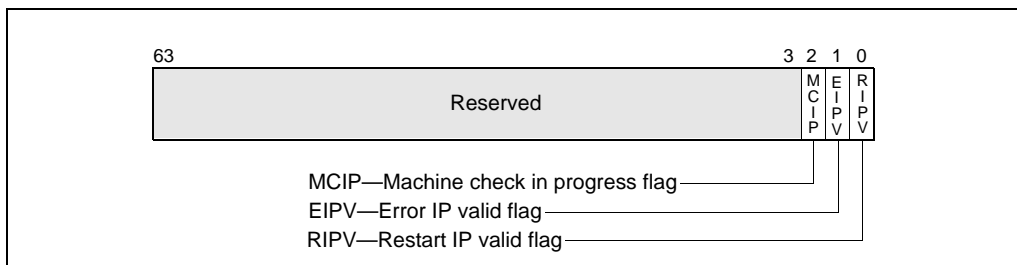 63 3 2 1 0
Reserved MCIP EIPV RIPV
MCIP—Machine check in progress flag
EIPV—Error IP valid flag
RIPV—Restart IP valid flag